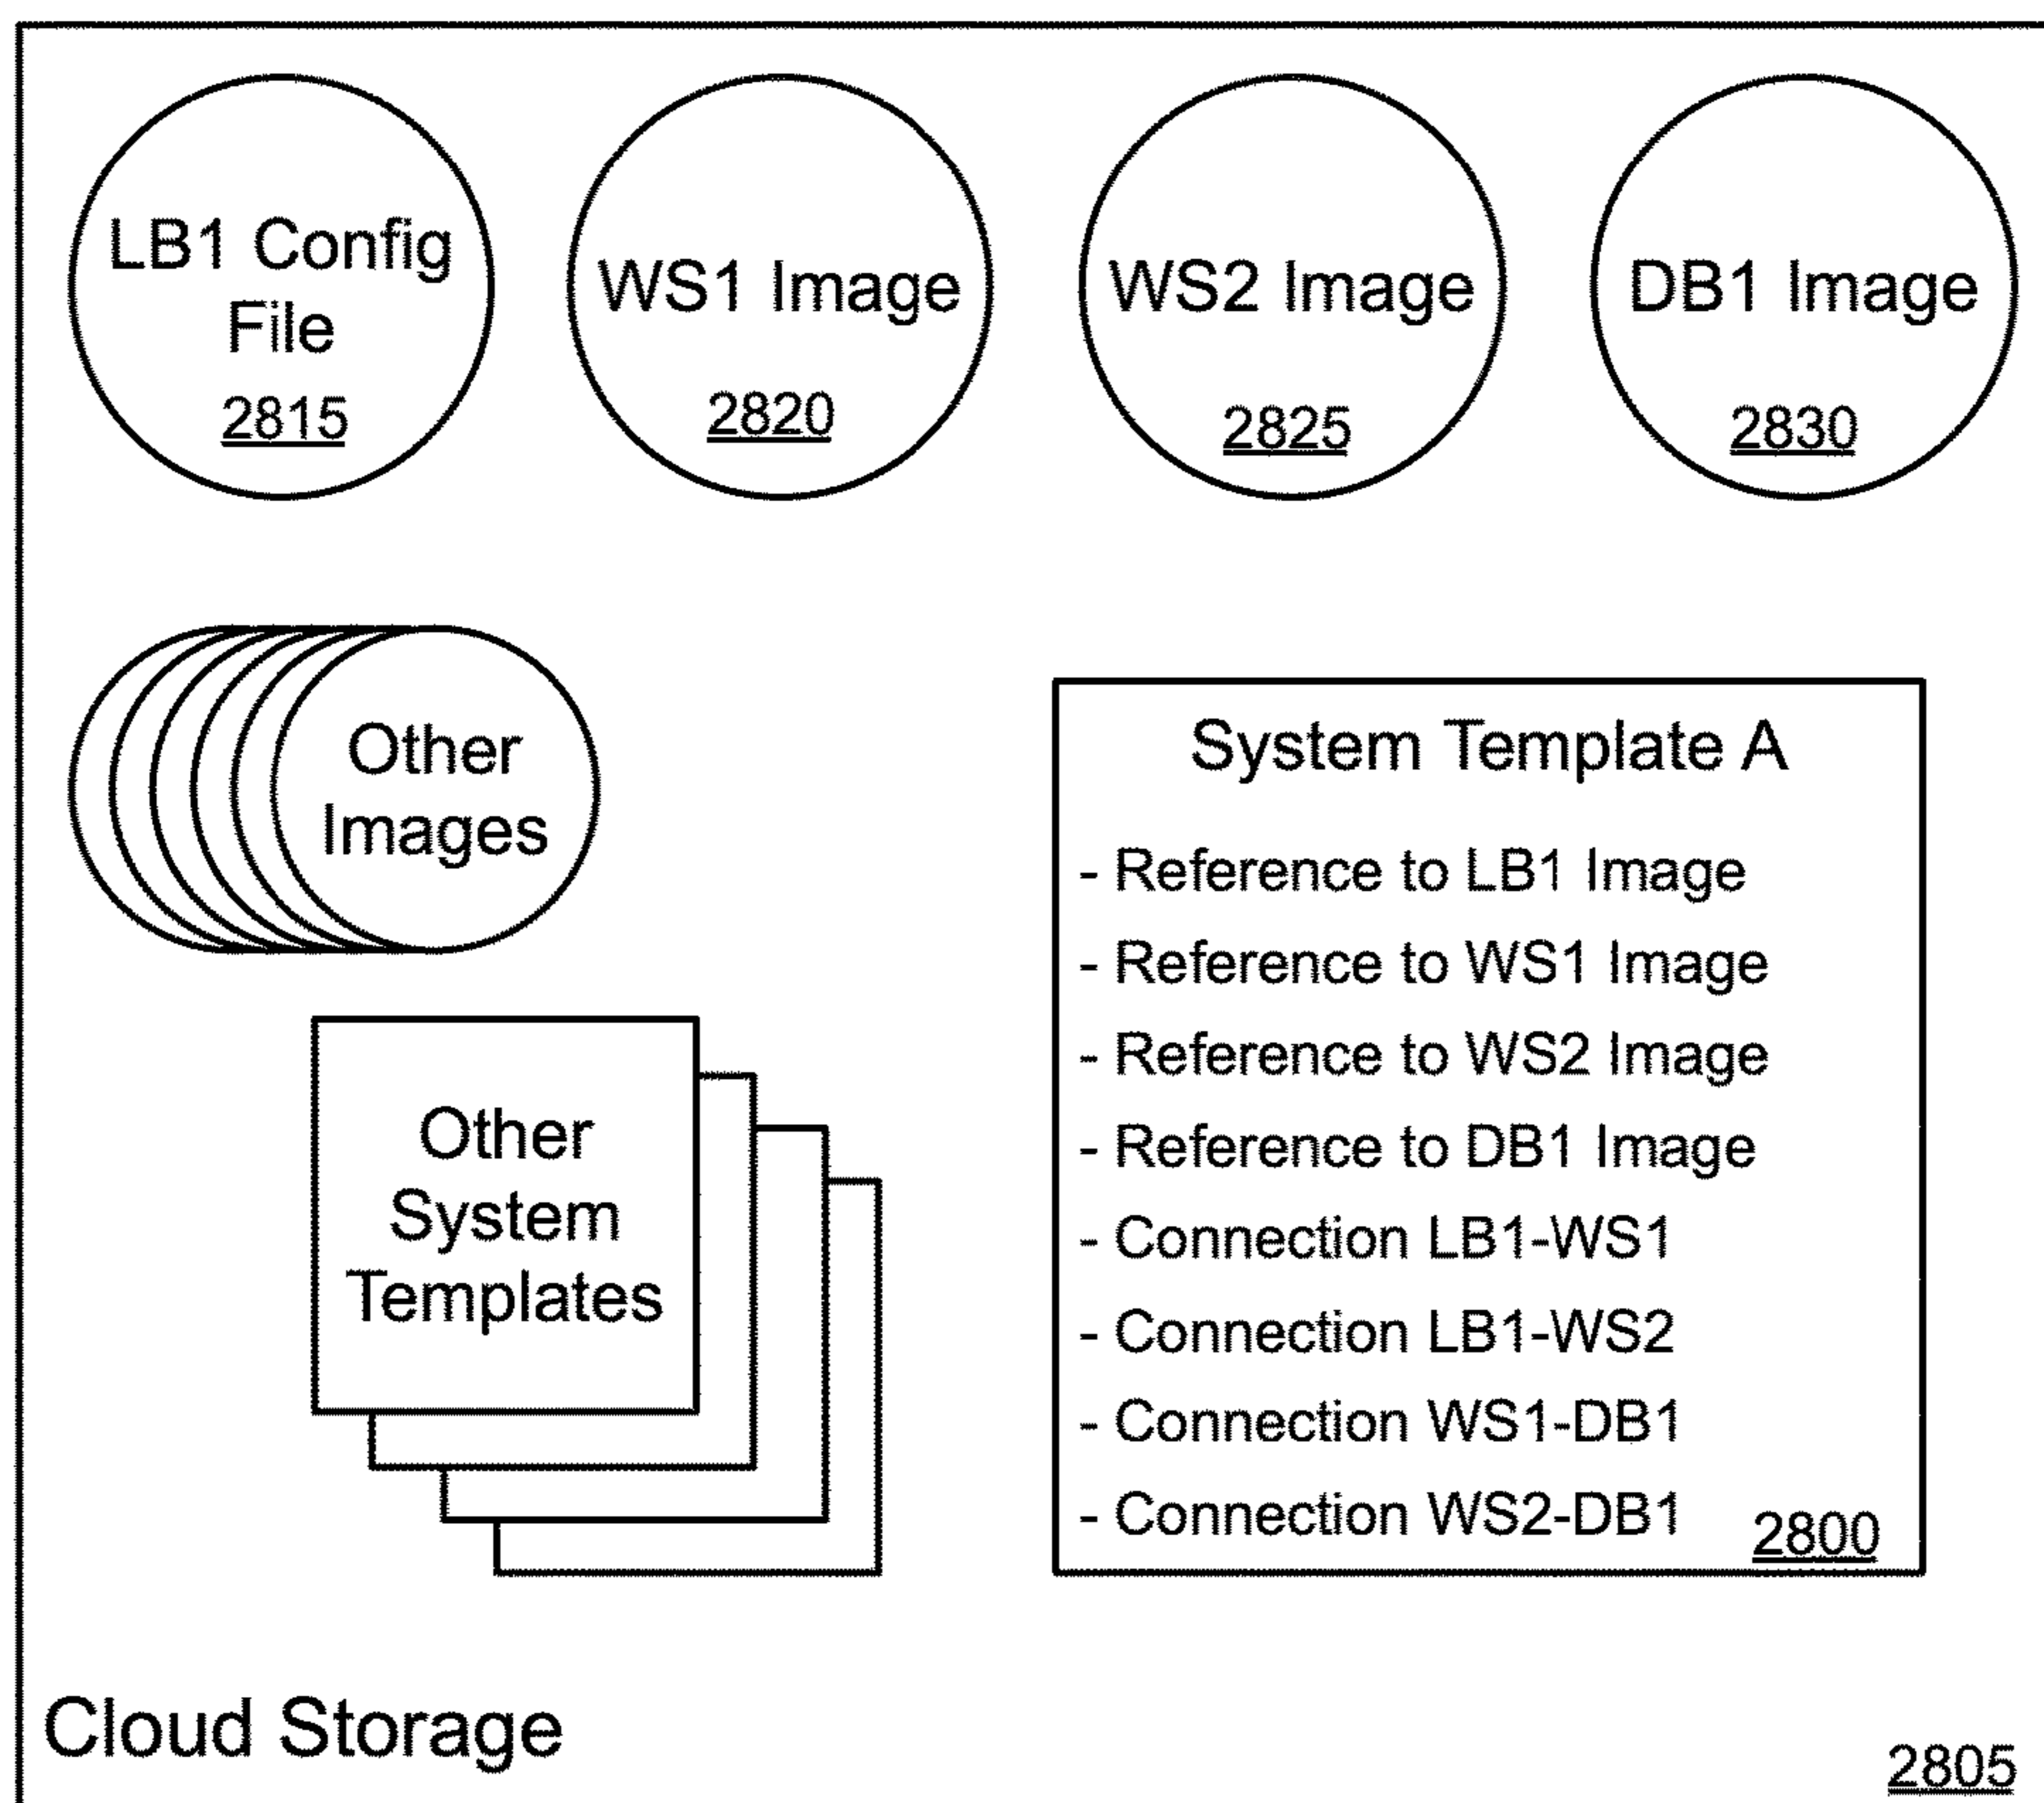 LB1 Config
File
2815
WS1 Image
2820
WS2 Image
2825
DB1 Image
2830
Other
Images
Other
System
Templates
System Template A
- Reference to LB1 Image
- Reference to WS1 Image
- Reference to WS2 Image
- Reference to DB1 Image
- Connection LB1-WS1
- Connection LB1-WS2
- Connection WS1-DB1
- Connection WS2-DB1
2800
Cloud Storage
2805